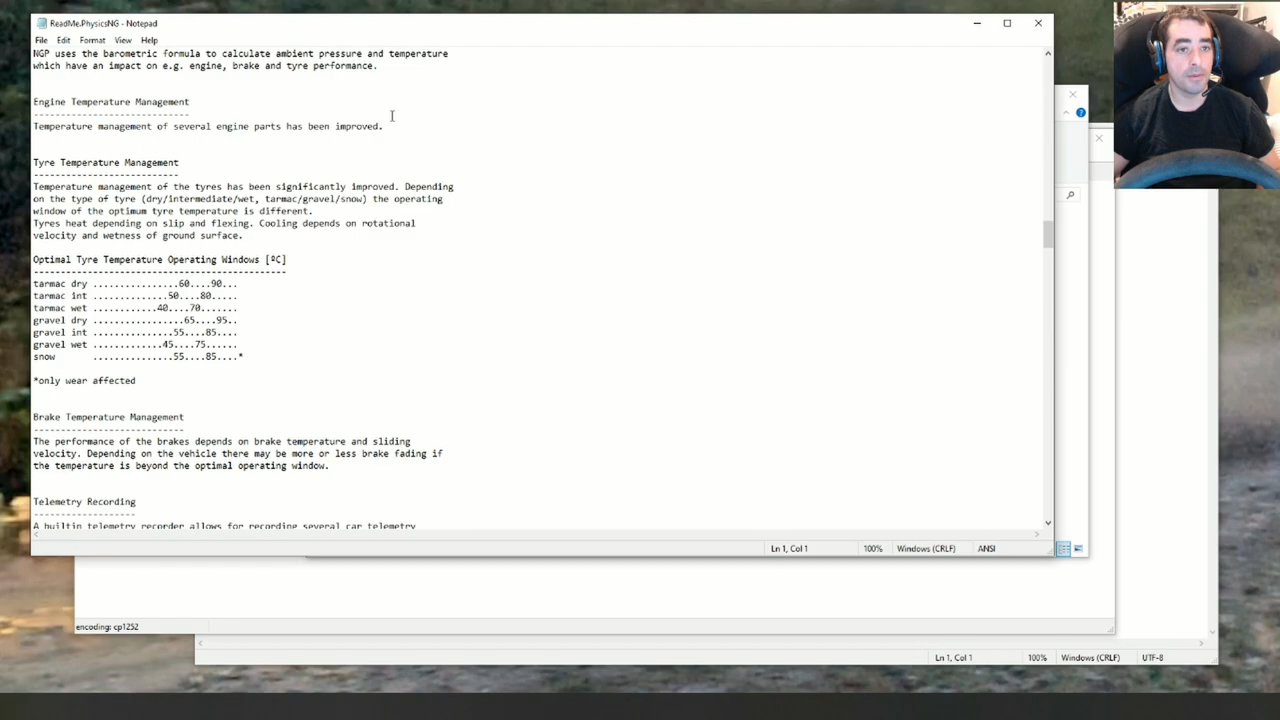 ReadMe.PhysicsNG - Notepad
File Edit Format View Help
NGP uses the barometric formula to calculate ambient pressure and temperature
which have an impact on e.g. engine, brake and tyre performance.
Engine Temperature Management
-----------------------------
Temperature management of several engine parts has been improved.
Tyre Temperature Management
---------------------------
Temperature management of the tyres has been significantly improved. Depending
on the type of tyre (dry/intermediate/wet, tarmac/gravel/snow) the operating
window of the optimum tyre temperature is different.
Tyres heat depending on slip and flexing. Cooling depends on rotational
velocity and wetness of ground surface.
Optimal Tyre Temperature Operating Windows [ºC]
-----------------------------------------------
tarmac dry ................60....90...
tarmac int ..............50....80.....
tarmac wet ............40....70.......
gravel dry .................65....95..
gravel int ...............55....85....
gravel wet .............45....75......
snow       ...............55....85....*
*only wear affected
Brake Temperature Management
----------------------------
The performance of the brakes depends on brake temperature and sliding
velocity. Depending on the vehicle there may be more or less brake fading if
the temperature is beyond the optimal operating window.
Telemetry Recording
-------------------
A builtin telemetry recorder allows for recording several car telemetry
Ln 1, Col 1 100% Windows (CRLF) ANSI
encoding: cp1252
Ln 1, Col 1 100% Windows (CRLF) UTF-8